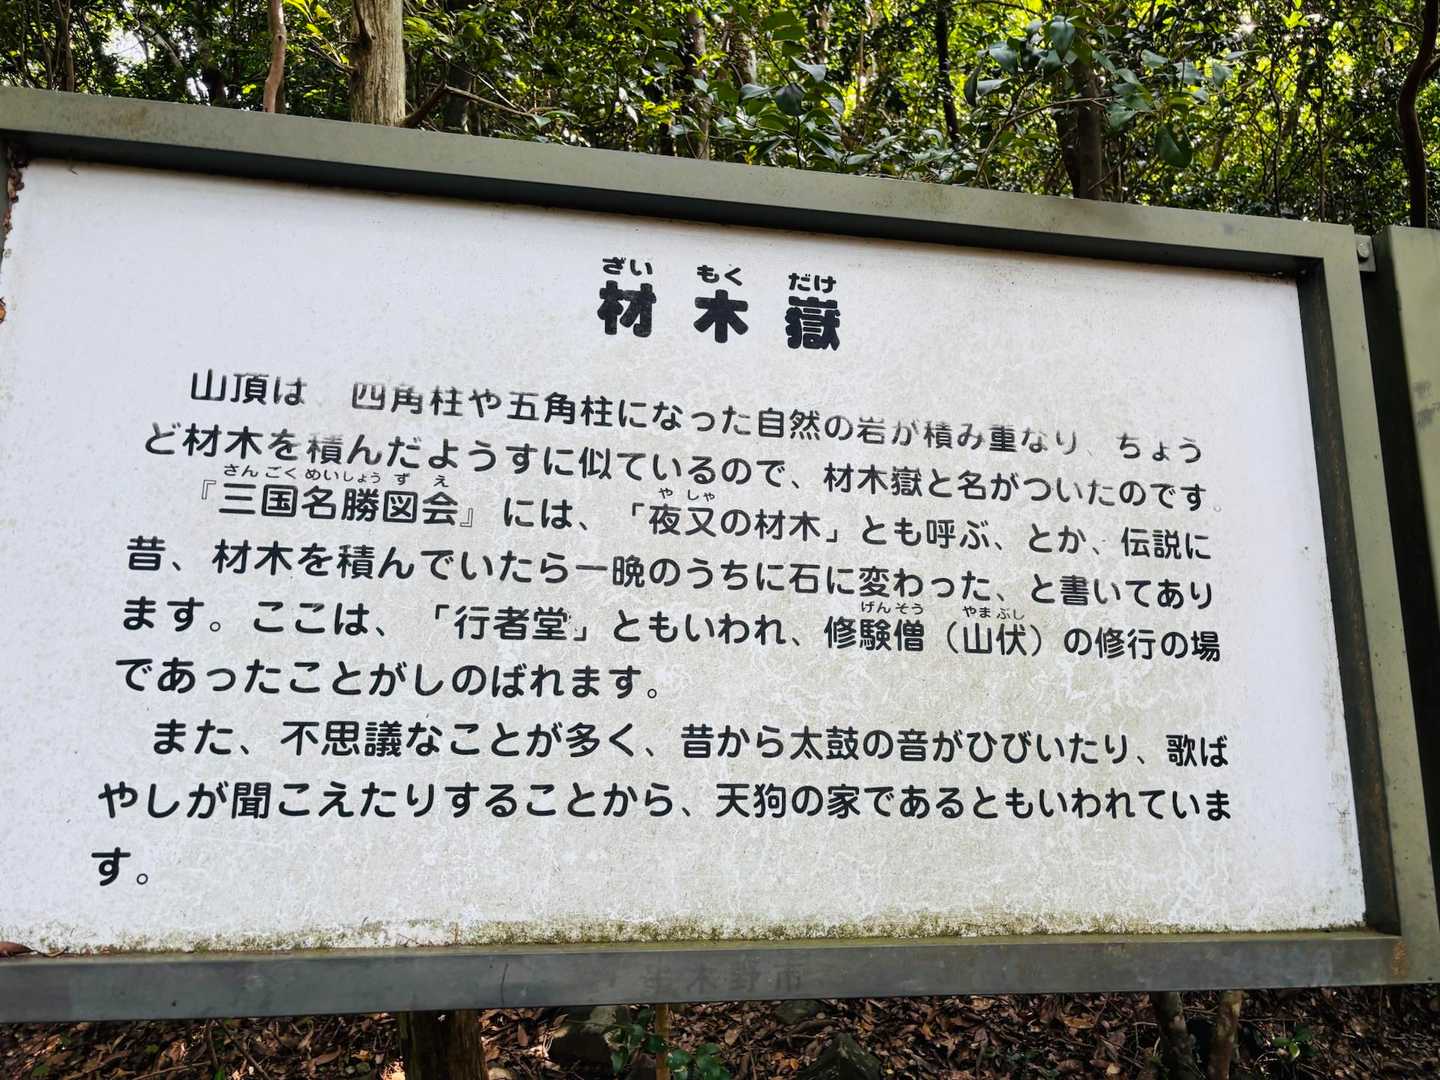 ざい もく だけ
材木嶽
山頂は、四角柱や五角柱になった自然の岩が積み重なり、ちょう
ど材木を積んだようすに似ているので、材木嶽と名がついたのです。
さんごくめいしょうずえ やしゃ
『三国名勝図会』には、「夜叉の材木」とも呼ぶ、とか、伝説に
昔、材木を積んでいたら一晩のうちに石に変わった、と書いてあり
げんそう やまぶし
ます。ここは、「行者堂」ともいわれ、修験僧（山伏）の修行の場
であったことがしのばれます。
また、不思議なことが多く、昔から太鼓の音がひびいたり、歌ば
やしが聞こえたりすることから、天狗の家であるともいわれていま
す。